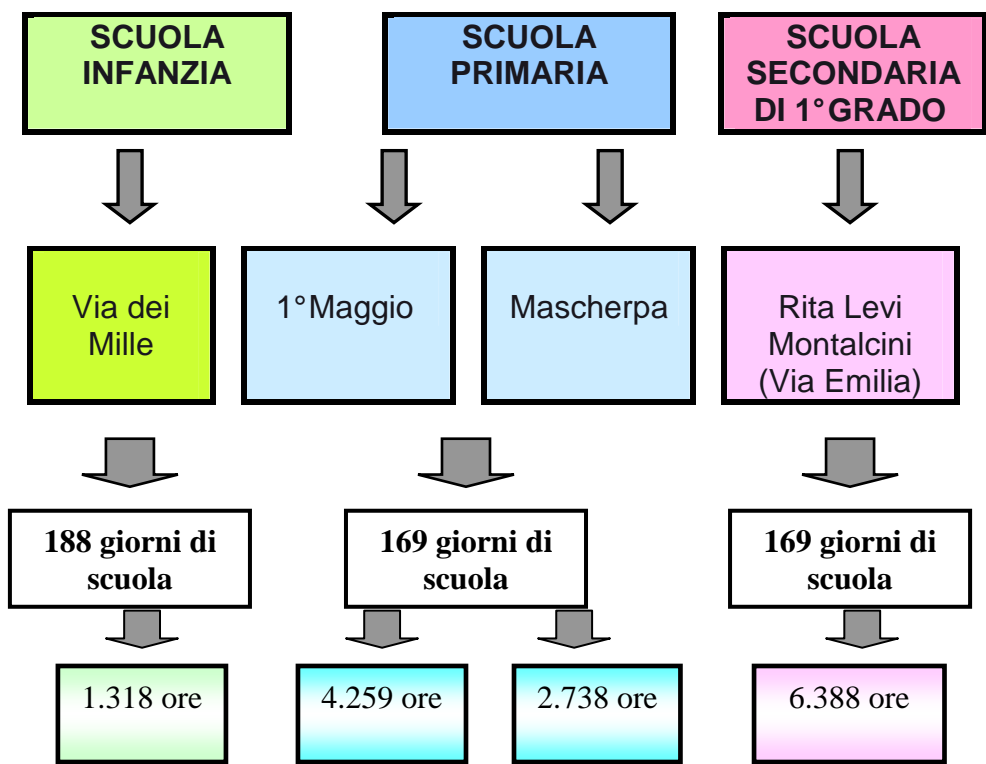 SCUOLA
INFANZIA
SCUOLA
PRIMARIA
SCUOLA
SECONDARIA
DI 1° GRADO
Via dei
Mille
1° Maggio
Mascherpa
Rita Levi
Montalcini
(Via Emilia)
188 giorni di
scuola
169 giorni di
scuola
169 giorni di
scuola
1.318 ore
4.259 ore
2.738 ore
6.388 ore